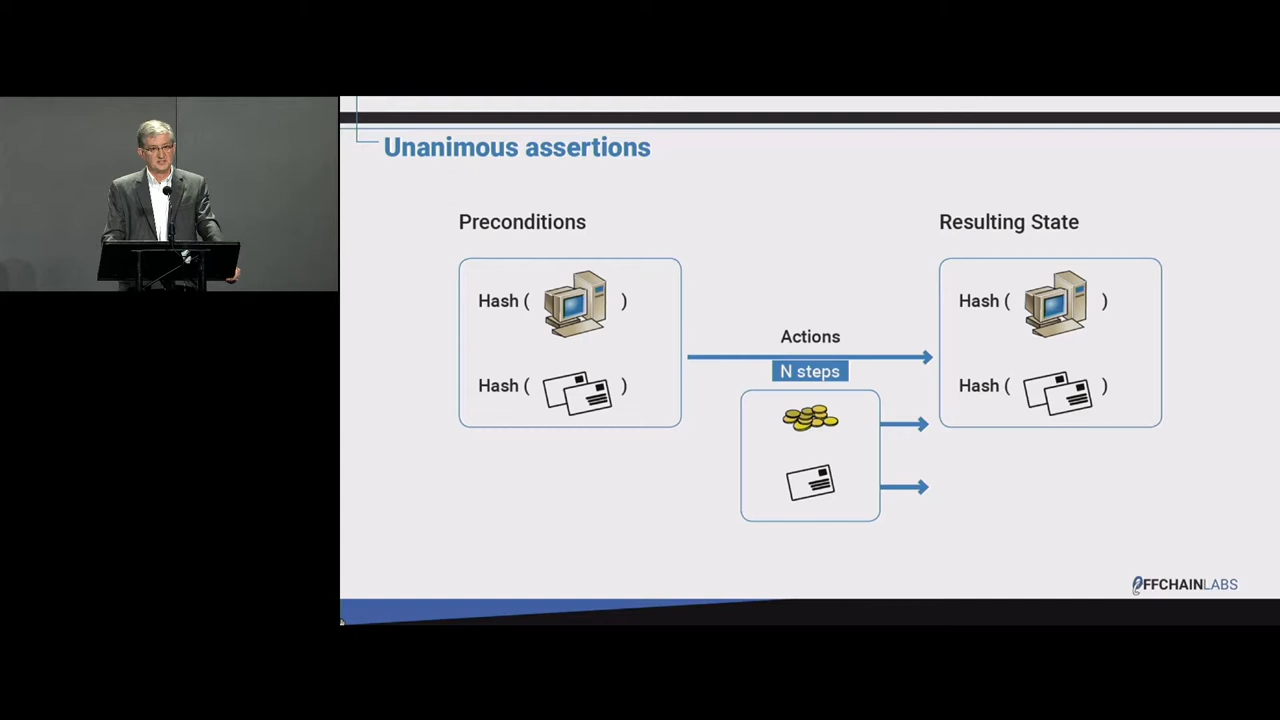 Unanimous assertions
Preconditions
Resulting State
Hash ( )
Hash ( )
Actions
N steps
Hash ( )
Hash ( )
OFFCHAINLABS